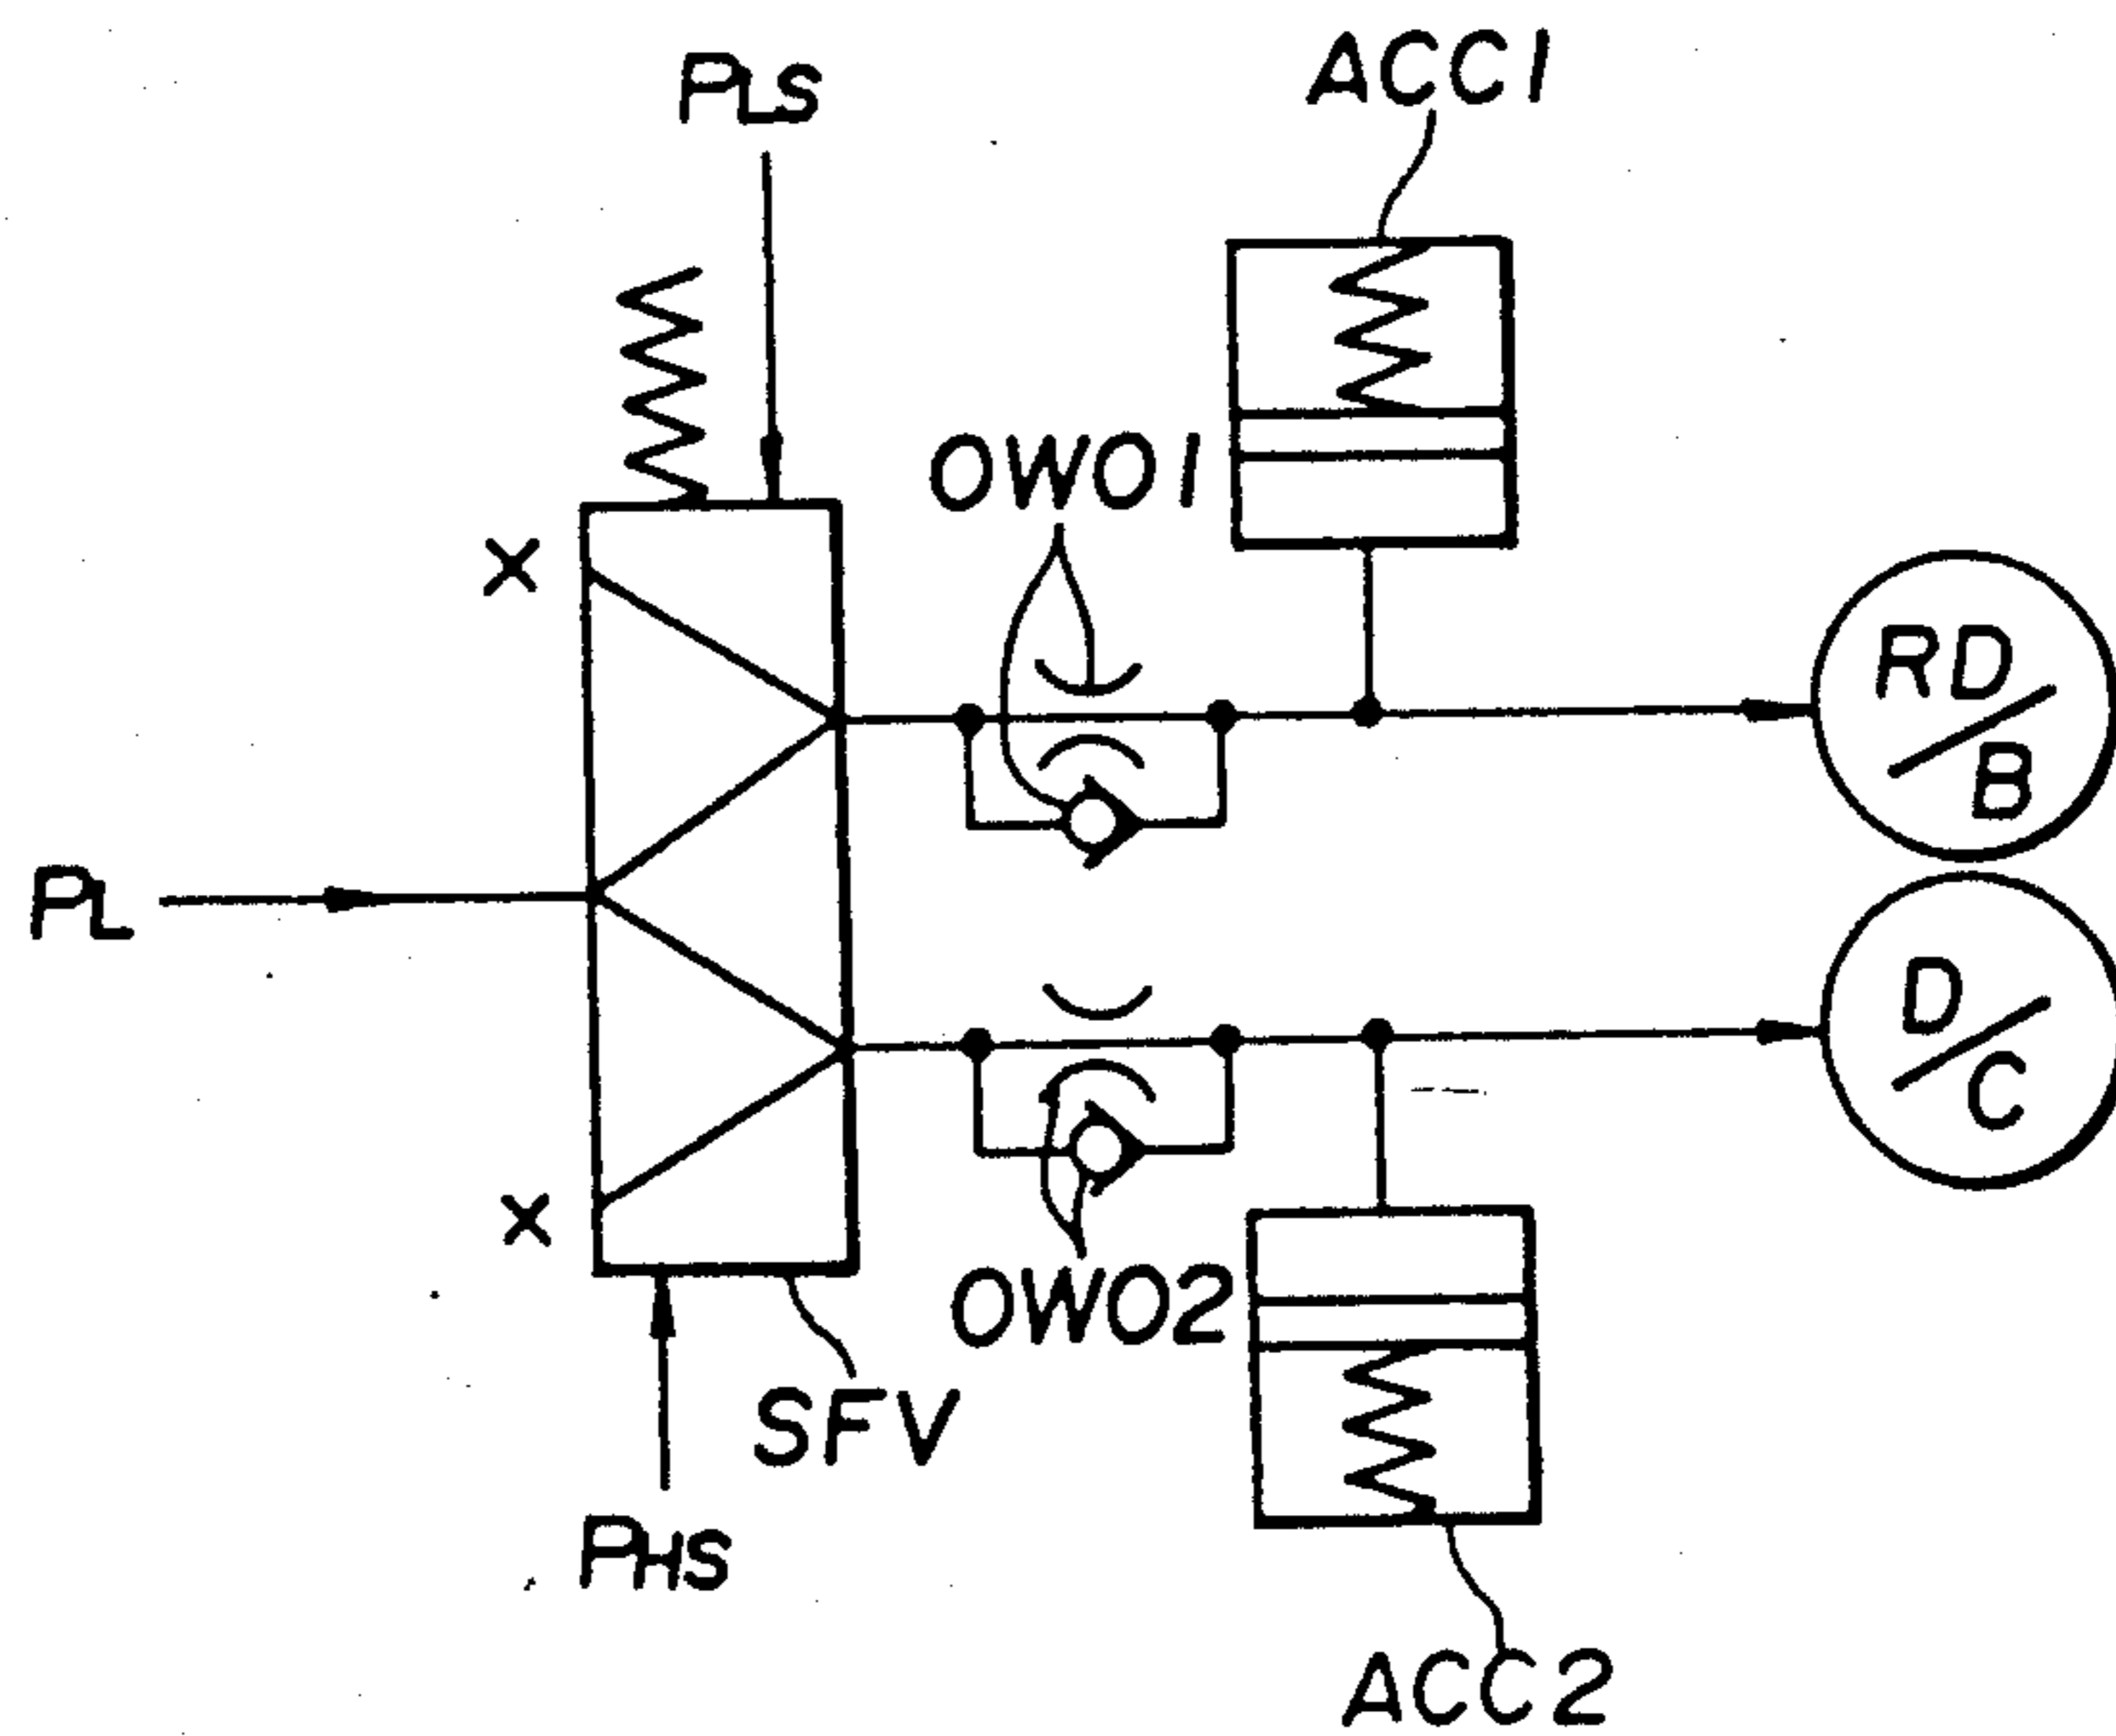 PLS
ACC1
OWO1
X
RD/B
PL
D/C
X
OWO2
SFV
PHS
ACC2